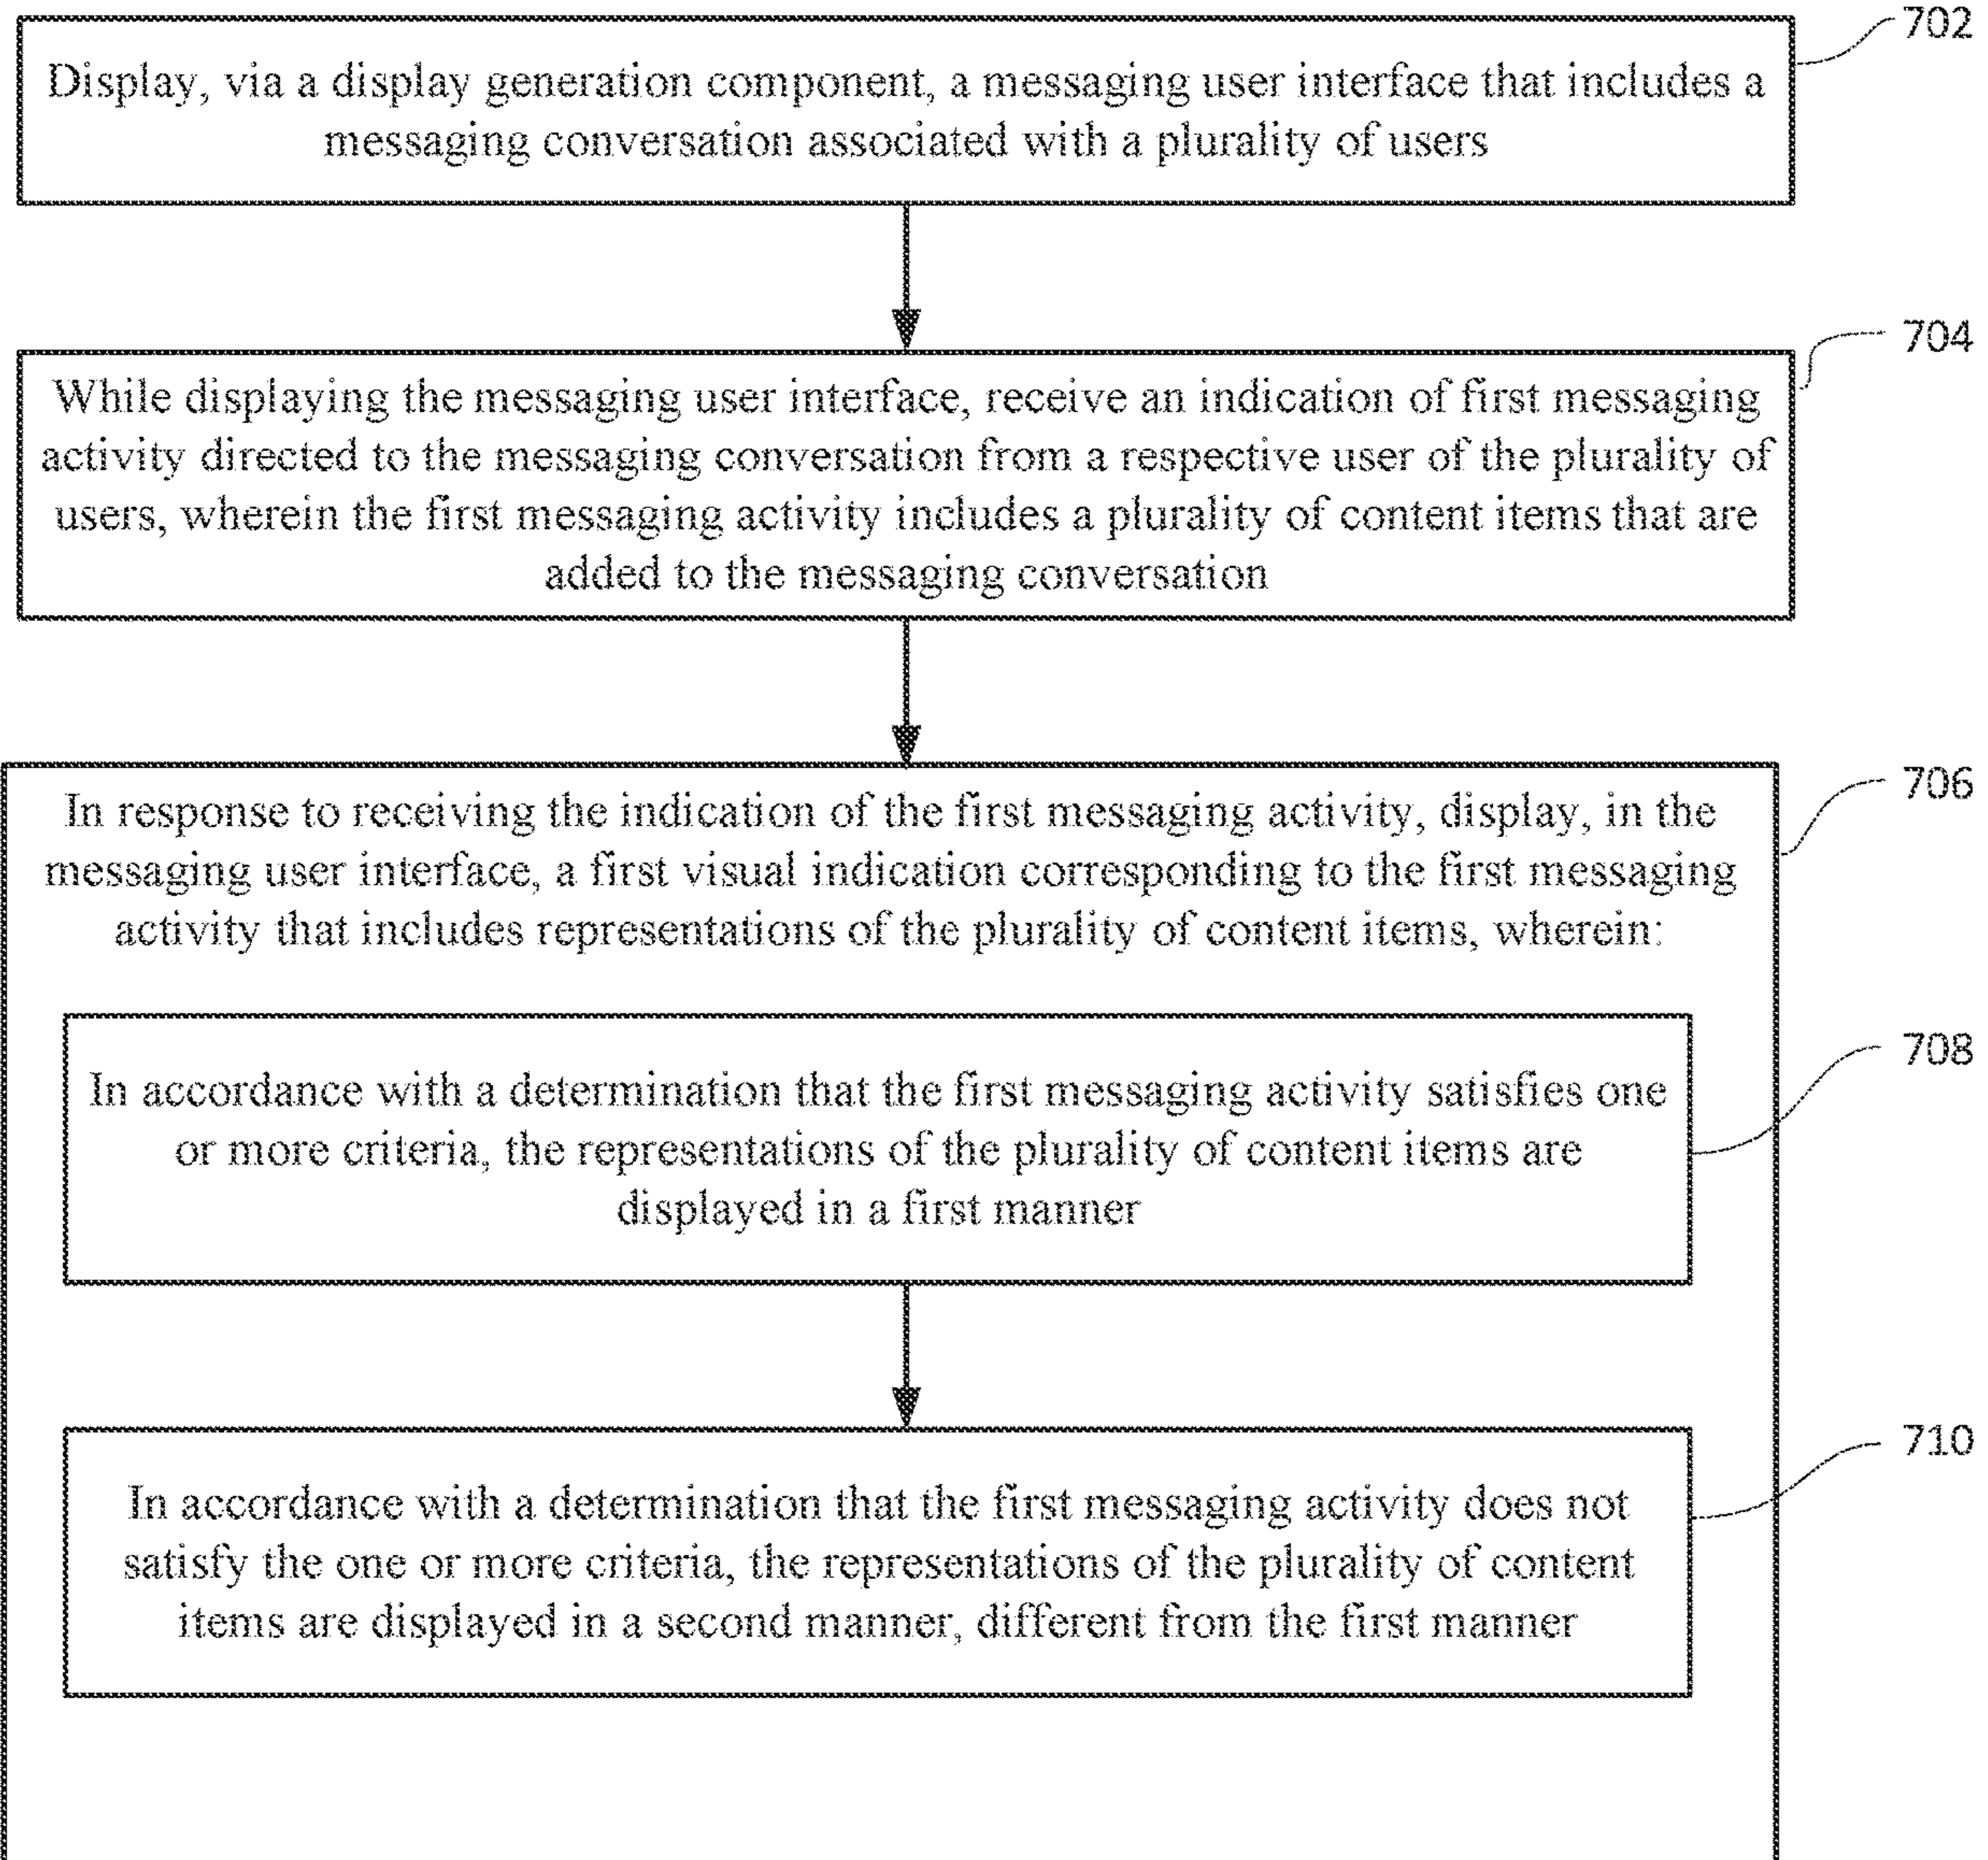 702
Display, via a display generation component, a messaging user interface that includes a
messaging conversation associated with a plurality of users
704
While displaying the messaging user interface, receive an indication of first messaging
activity directed to the messaging conversation from a respective user of the plurality of
users, wherein the first messaging activity includes a plurality of content items that are
added to the messaging conversation
706
In response to receiving the indication of the first messaging activity, display, in the
messaging user interface, a first visual indication corresponding to the first messaging
activity that includes representations of the plurality of content items, wherein:
708
In accordance with a determination that the first messaging activity satisfies one
or more criteria, the representations of the plurality of content items are
displayed in a first manner
710
In accordance with a determination that the first messaging activity does not
satisfy the one or more criteria, the representations of the plurality of content
items are displayed in a second manner, different from the first manner